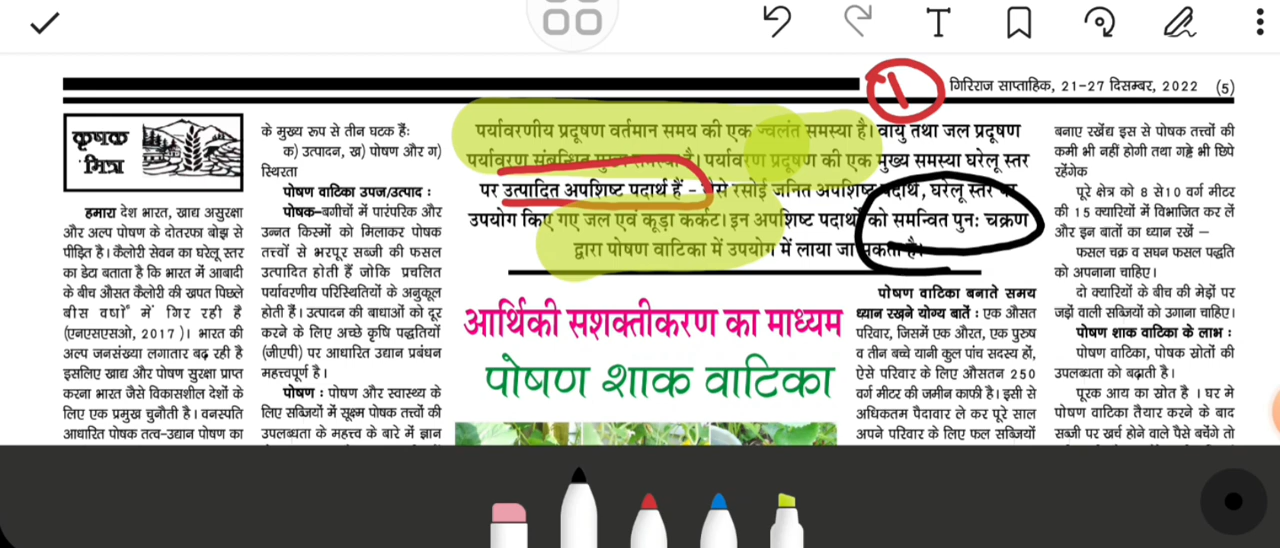 T
1
गिरिराज साप्ताहिक, 21-27 दिसम्बर, 2022 (5)
कृषक
मित्र
हमारा देश भारत, खाद्य असुरक्षा
और अल्प पोषण के दोतरफा बोझ से
पीड़ित है। कैलोरी सेवन का घरेलू स्तर
का डेटा बताता है कि भारत में आबादी
के बीच औसत कैलोरी की खपत पिछले
बीस वर्षों में गिर रही है
(एनएसएसओ, 2017)। भारत की
अल्प जनसंख्या लगातार बढ़ रही है
इसलिए खाद्य और पोषण सुरक्षा प्राप्त
करना भारत जैसे विकासशील देशों के
लिए एक प्रमुख चुनौती है। वनस्पति
आधारित पोषक तत्व-उद्यान पोषण का
के मुख्य रूप से तीन घटक हैः
क) उत्पादन, ख) पोषण और ग)
स्थिरता
पोषण वाटिका उपज/उत्पाद :
पोषक-बगीचों में पारंपरिक और
उन्नत किस्मों को मिलाकर पोषक
तत्त्वों से भरपूर सब्जी की फसल
उत्पादित होती हैं जोकि प्रचलित
पर्यावरणीय परिस्थितियों के अनुकूल
होती हैं। उत्पादन की बाधाओं को दूर
करने के लिए अच्छे कृषि पद्धतियों
(जीएपी) पर आधारित उद्यान प्रबंधन
महत्त्वपूर्ण है।
पोषण : पोषण और स्वास्थ्य के
लिए सब्जियों में सूक्ष्म पोषक तत्त्वों की
उपलब्धता के महत्त्व के बारे में ज्ञान
पर्यावरणीय प्रदूषण वर्तमान समय की एक ज्वलंत समस्या है। वायु तथा जल प्रदूषण
पर्यावरण संबन्धित मुख्य समस्या है। पर्यावरण प्रदूषण की एक मुख्य समस्या घरेलू स्तर
पर उत्पादित अपशिष्ट पदार्थ हैं - जैसे रसोई जनित अपशिष्ट पदार्थ, घरेलू स्तर पर
उपयोग किए गए जल एवं कूड़ा कर्कट। इन अपशिष्ट पदार्थों को समन्वित पुनः चक्रण
द्वारा पोषण वाटिका में उपयोग में लाया जा सकता है।
आर्थिकी सशक्तीकरण का माध्यम
पोषण शाक वाटिका
पोषण वाटिका बनाते समय
ध्यान रखने योग्य बातें : एक औसत
परिवार, जिसमें एक औरत, एक पुरुष
व तीन बच्चे यानी कुल पांच सदस्य हों,
ऐसे परिवार के लिए औसतन 250
वर्ग मीटर की जमीन काफी है। इसी से
अधिकतम पैदावार ले कर पूरे साल
अपने परिवार के लिए फल सब्जियों
बनाए रखेंद्य इस से पोषक तत्त्वों की
कमी भी नहीं होगी तथा गड्ढे भी छिपे
रहेंगेक
पूरे क्षेत्र को 8 से10 वर्ग मीटर
की 15 क्यारियों में विभाजित कर लें
और इन बातों का ध्यान रखें –
फसल चक्र व सघन फसल पद्धति
को अपनाना चाहिए।
दो क्यारियों के बीच की मेड़ों पर
जड़ों वाली सब्जियों को उगाना चाहिए।
पोषण शाक वाटिका के लाभ :
पोषण वाटिका, पोषक स्रोतों की
उपलब्धता को बढ़ाती है।
पूरक आय का स्रोत है । घर मे
पोषण वाटिका तैयार करने के बाद
सब्जी पर खर्च होने वाले पैसे बचेंगे तो